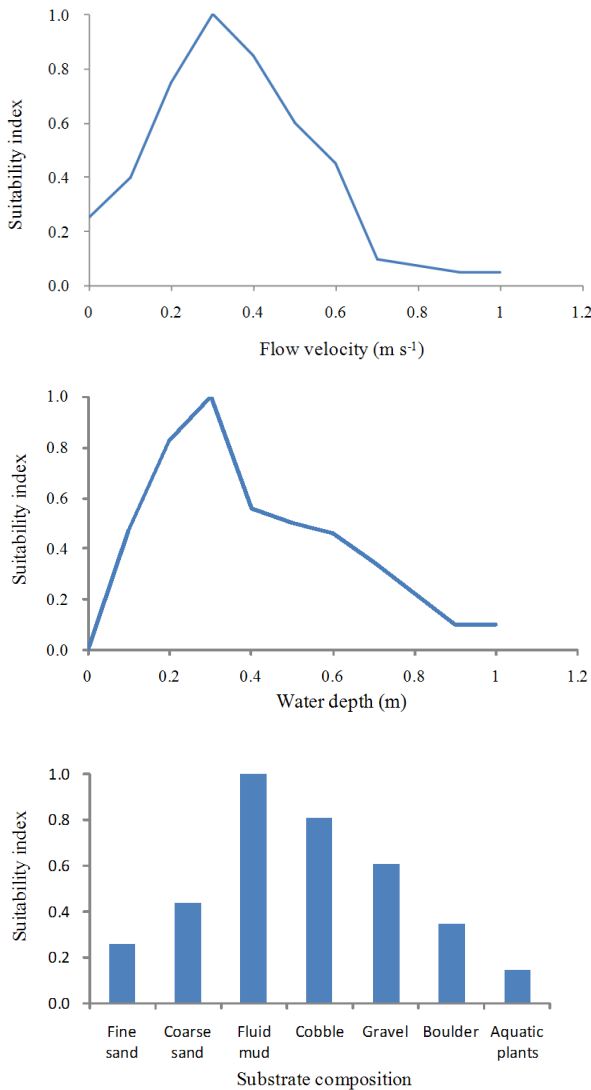 Suitability index
1.0
0.8
0.6
0.4
0.2
0.0
0 0.2 0.4 0.6 0.8 1 1.2
Flow velocity (m s-1)
Suitability index
1.0
0.8
0.6
0.4
0.2
0.0
0 0.2 0.4 0.6 0.8 1 1.2
Water depth (m)
Suitability index
1.0
0.8
0.6
0.4
0.2
0.0
Fine Coarse Fluid Cobble Gravel Boulder Aquatic
sand sand mud plants
Substrate composition